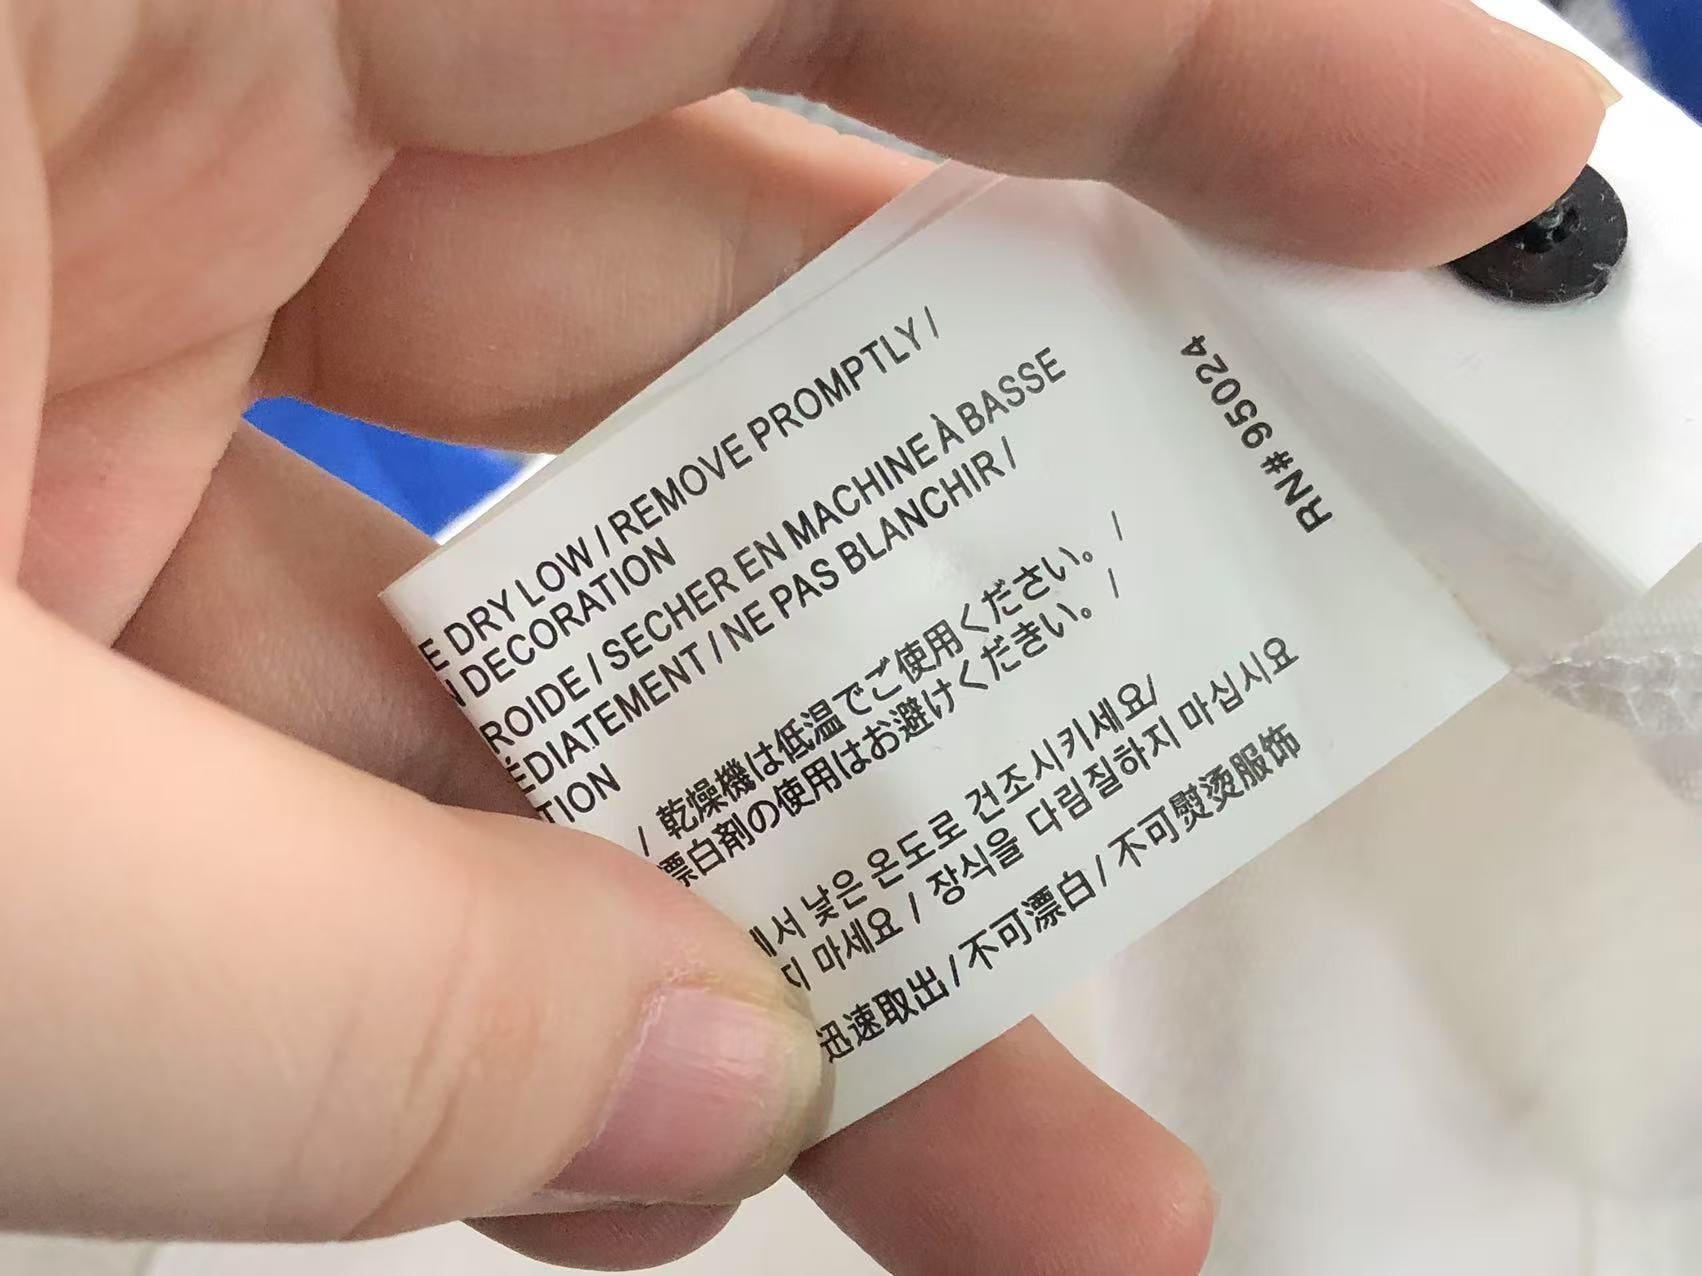 E DRY LOW / REMOVE PROMPTLY /
N DECORATION
ROIDE / SECHER EN MACHINE À BASSE
ÉDIATEMENT / NE PAS BLANCHIR /
TION
/ 乾燥機は低温でご使用ください。 /
漂白剤の使用はお避けくだきい。 /
에서 낮은 온도로 건조시키세요/
지 마세요 / 장식을 다림질하지 마십시요
迅速取出 / 不可漂白 / 不可熨烫服饰
RN# 95024